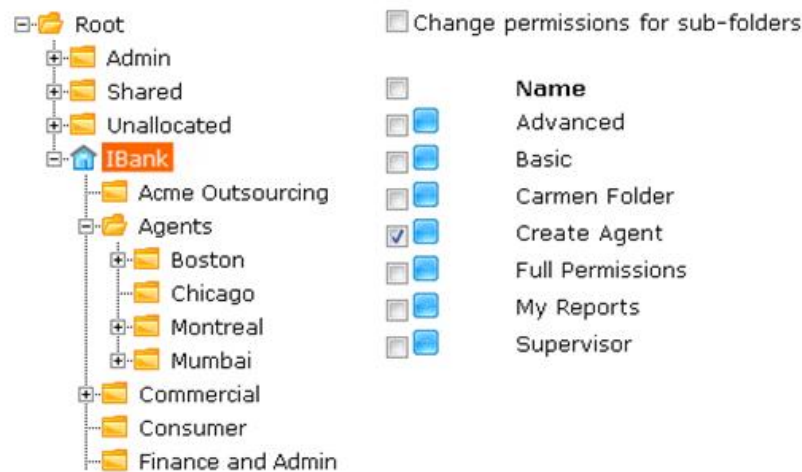 Root
Admin
Shared
Unallocated
IBank
Acme Outsourcing
Agents
Boston
Chicago
Montreal
Mumbai
Commercial
Consumer
Finance and Admin
Change permissions for sub-folders
Name
Advanced
Basic
Carmen Folder
Create Agent
Full Permissions
My Reports
Supervisor